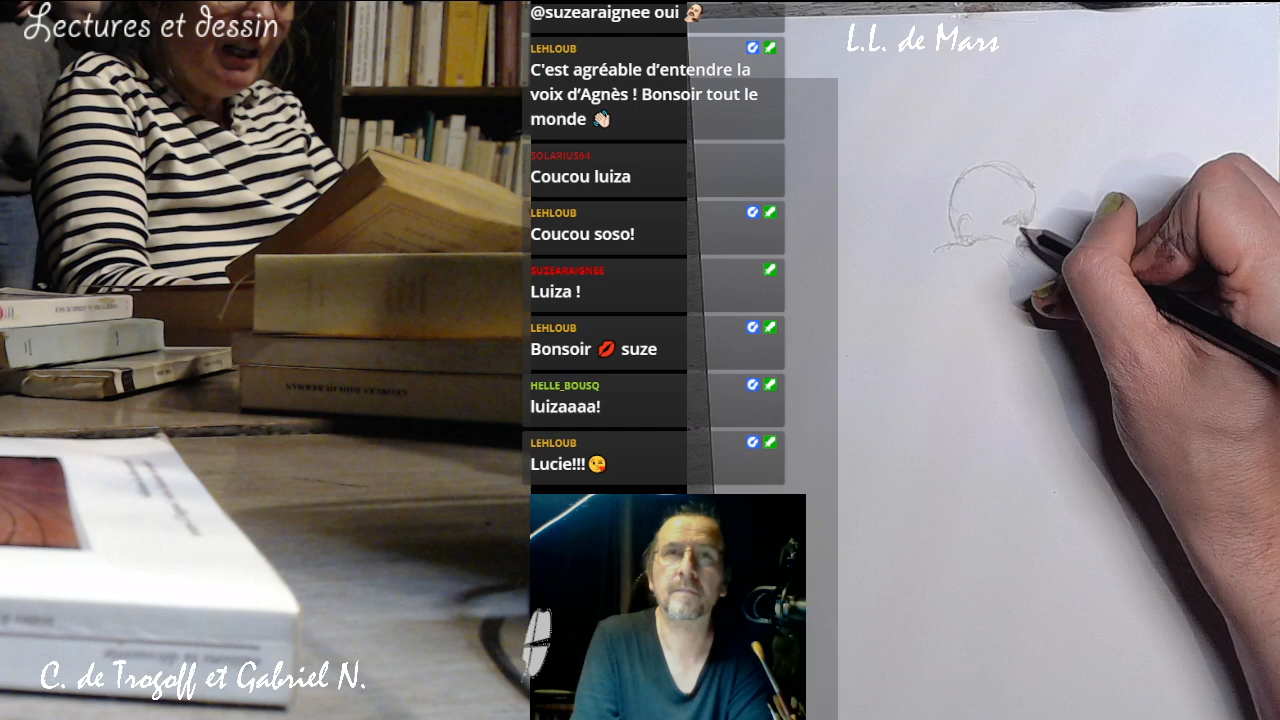 Lectures et dessin
@suzearaignee oui
L.L. de Mars
LEHLOUB
C'est agréable d'entendre la
voix d'Agnès ! Bonsoir tout le
monde
SOLARIUS64
Coucou luiza
LEHLOUB
Coucou soso!
SUZEARAIGNEE
Luiza !
LEHLOUB
Bonsoir 💋 suze
HELLE_BOUSQ
luizaaaa!
LEHLOUB
Lucie!!! 😘
C. de Trogoff et Gabriel N.